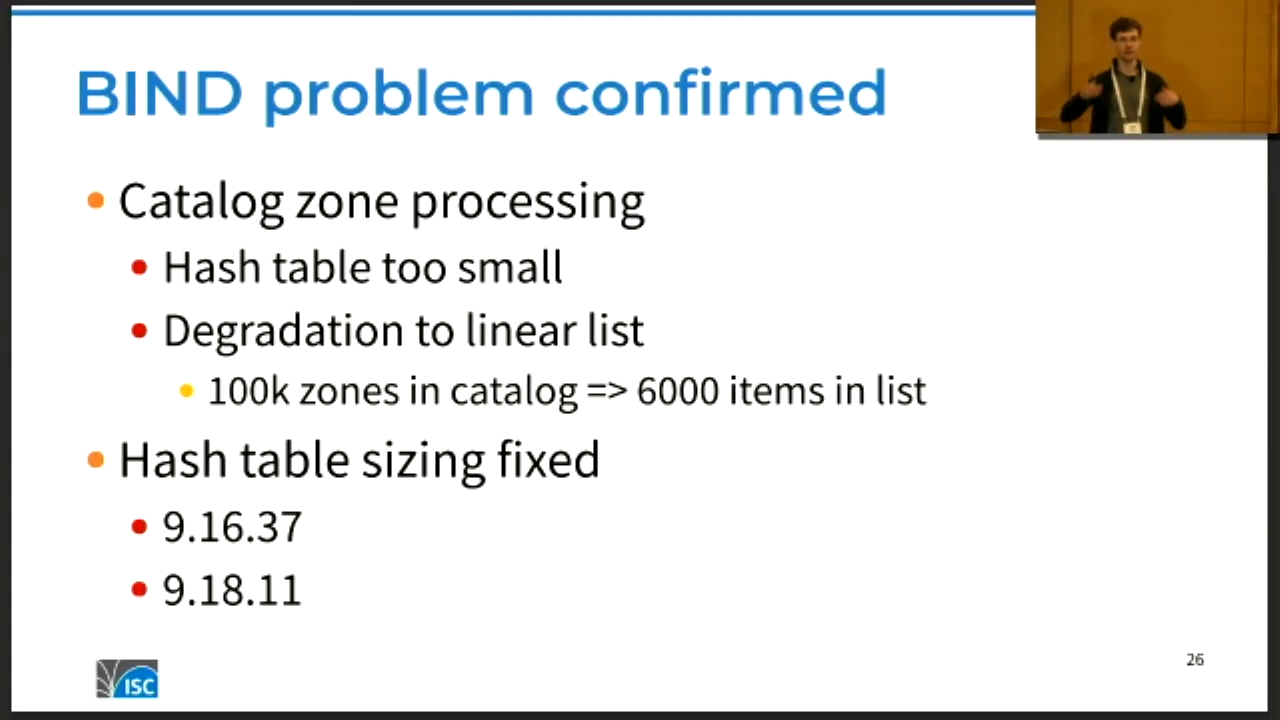 BIND problem confirmed
Catalog zone processing
Hash table too small
Degradation to linear list
100k zones in catalog => 6000 items in list
Hash table sizing fixed
9.16.37
9.18.11
ISC
26